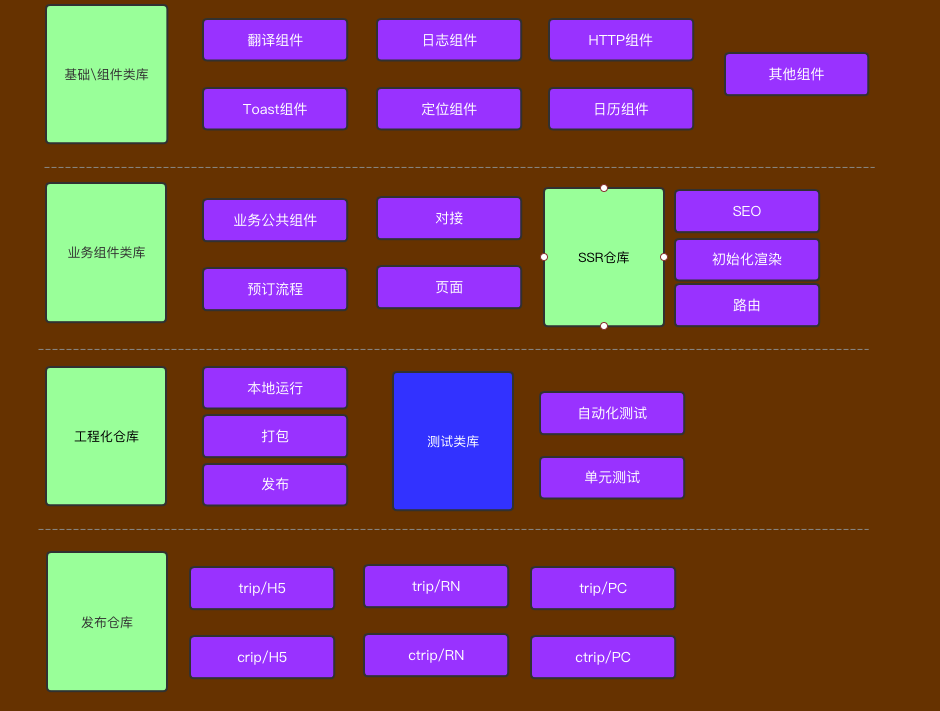 基础\组件类库
翻译组件
日志组件
HTTP组件
其他组件
Toast组件
定位组件
日历组件
业务组件类库
业务公共组件
对接
预订流程
页面
SSR仓库
SEO
初始化渲染
路由
工程化仓库
本地运行
打包
发布
测试类库
自动化测试
单元测试
发布仓库
trip/H5
trip/RN
trip/PC
crip/H5
ctrip/RN
ctrip/PC